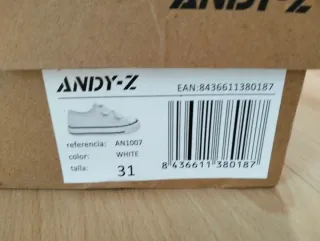 ANDY-Z
ANDY-Z EAN:8436611380187
referencia: AN1007
color: WHITE
talla: 31
8 436611 380187